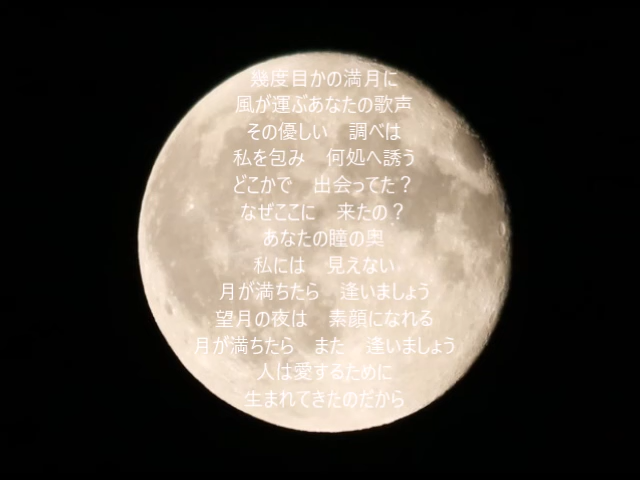 幾度目かの満月に
風が運ぶあなたの歌声
その優しい　調べは
私を包み　何処へ誘う
どこかで　出会ってた？
なぜここに　来たの？
あなたの瞳の奥
私には　見えない
月が満ちたら　逢いましょう
望月の夜は　素顔になれる
月が満ちたら　また　逢いましょう
人は愛するために
生まれてきたのだから